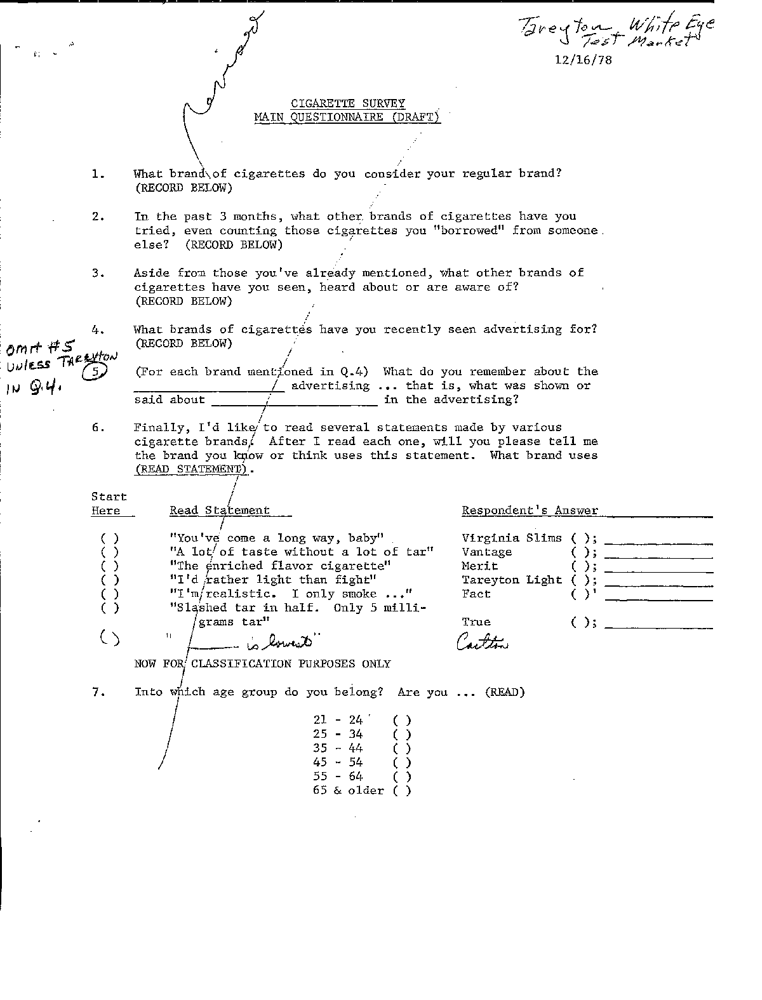 Tareyton White Eye
Test Market
12/16/78
CIGARETTE SURVEY
MAIN QUESTIONNAIRE (DRAFT)
1. What brand of cigarettes do you consider your regular brand?
(RECORD BELOW)
2. In the past 3 months, what other brands of cigarettes have you
tried, even counting those cigarettes you "borrowed" from someone
else? (RECORD BELOW)
3. Aside from those you've already mentioned, what other brands of
cigarettes have you seen, heard about or are aware of?
(RECORD BELOW)
4. What brands of cigarettes have you recently seen advertising for?
(RECORD BELOW)
omit #5
unless Tareyton
in Q.4.
5 (For each brand mentioned in Q.4) What do you remember about the
____________________ advertising ... that is, what was shown or
said about ____________________ in the advertising?
6. Finally, I'd like to read several statements made by various
cigarette brands. After I read each one, will you please tell me
the brand you know or think uses this statement. What brand uses
(READ STATEMENT).
Start
Here Read Statement Respondent's Answer
( ) "You've come a long way, baby" Virginia Slims ( ); ____________
( ) "A lot of taste without a lot of tar" Vantage ( ); ____________
( ) "The enriched flavor cigarette" Merit ( ); ____________
( ) "I'd rather light than fight" Tareyton Light ( ); ____________
( ) "I'm realistic. I only smoke ..." Fact ( )' ____________
( ) "Slashed tar in half. Only 5 milli-
grams tar" True ( ); ____________
( ) " ______ is lowest" Carlton
NOW FOR CLASSIFICATION PURPOSES ONLY
7. Into which age group do you belong? Are you ... (READ)
21 - 24 ( )
25 - 34 ( )
35 - 44 ( )
45 - 54 ( )
55 - 64 ( )
65 & older ( )